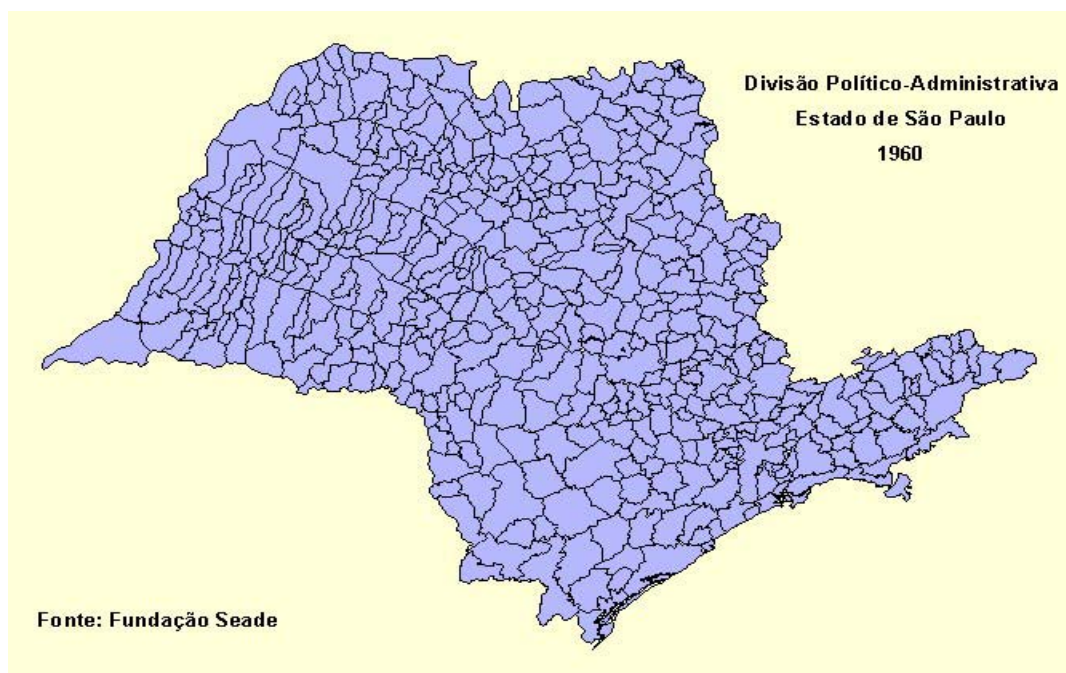 Divisão Político-Administrativa
Estado de São Paulo
1960
Fonte: Fundação Seade